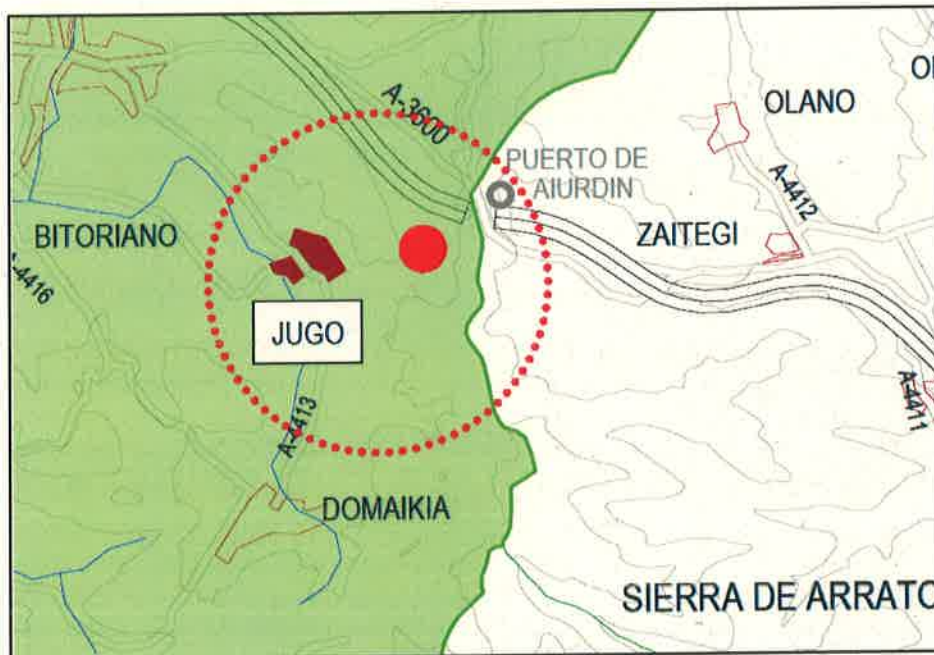 A-3600
OLANO
PUERTO DE
AIURDIN
A-4412
BITORIANO
ZAITEGI
A-4416
JUGO
A-4413
A-4411
DOMAIKIA
SIERRA DE ARRATO